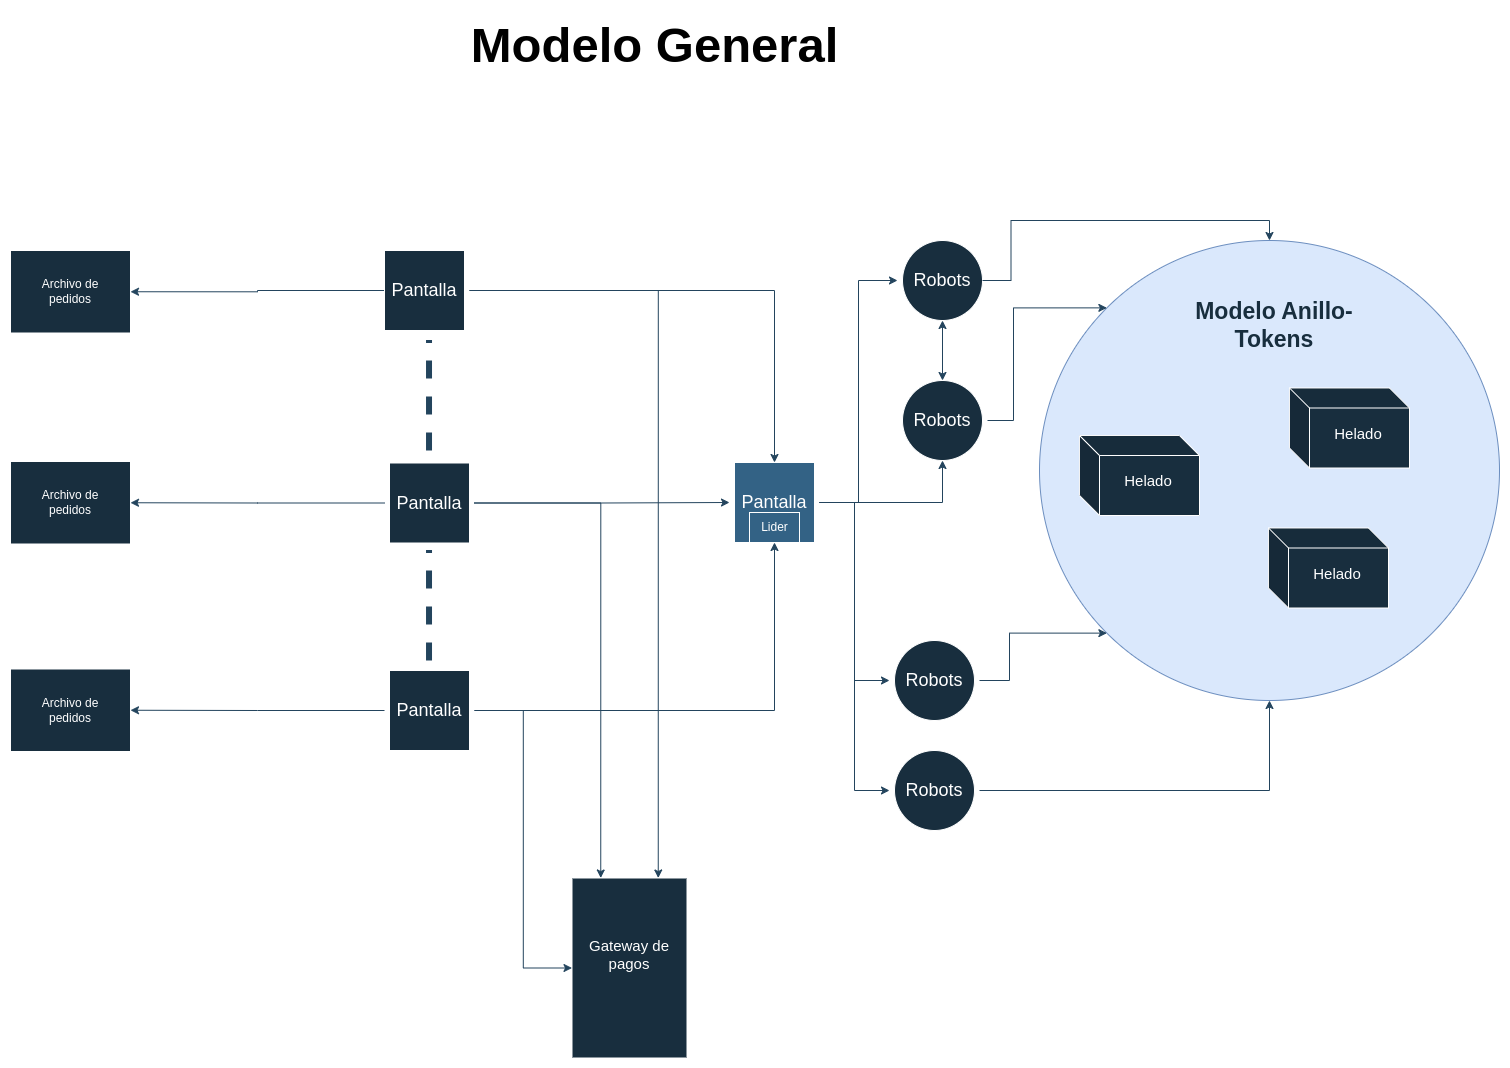 Modelo General
Archivo de
pedidos
Pantalla
Robots
Robots
Modelo Anillo-
Tokens
Helado
Helado
Helado
Archivo de
pedidos
Pantalla
Pantalla
Lider
Archivo de
pedidos
Pantalla
Robots
Robots
Gateway de
pagos